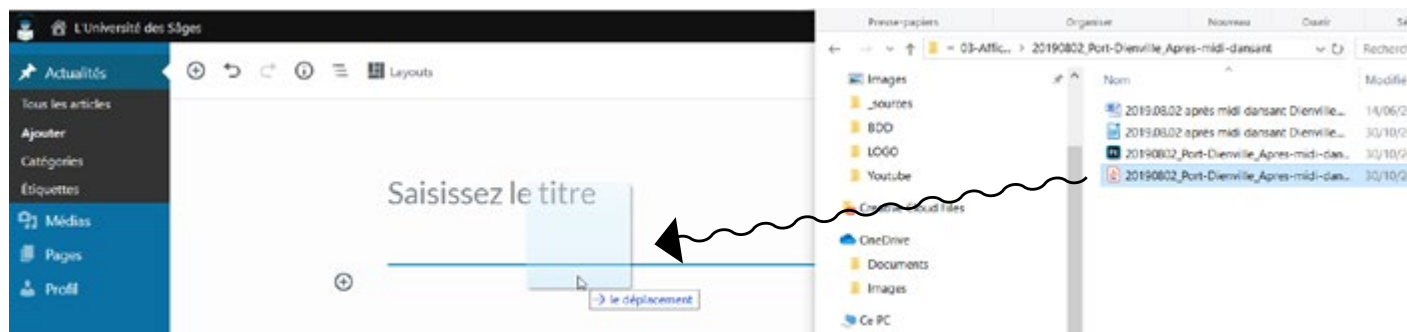 L'Université des Sâges
Actualités
Tous les articles
Ajouter
Catégories
Étiquettes
Médias
Pages
Profil
Layouts
Saisissez le titre
le déplacement
Presse-papiers
Organiser
Nouveau
Ouvrir
« 03-Affic... > 20190802_Port-Dienville_Apres-midi-dansant
Images
_sources
BDD
LOGO
Youtube
Creative Cloud Files
OneDrive
Documents
Images
Ce PC
Nom
Modifié
2019.08.02 après midi dansant Dienville... 14/06/2
2019.08.02 après midi dansant Dienville... 30/10/2
20190802_Port-Dienville_Apres-midi-dan... 30/10/2
20190802_Port-Dienville_Apres-midi-dan... 30/10/2